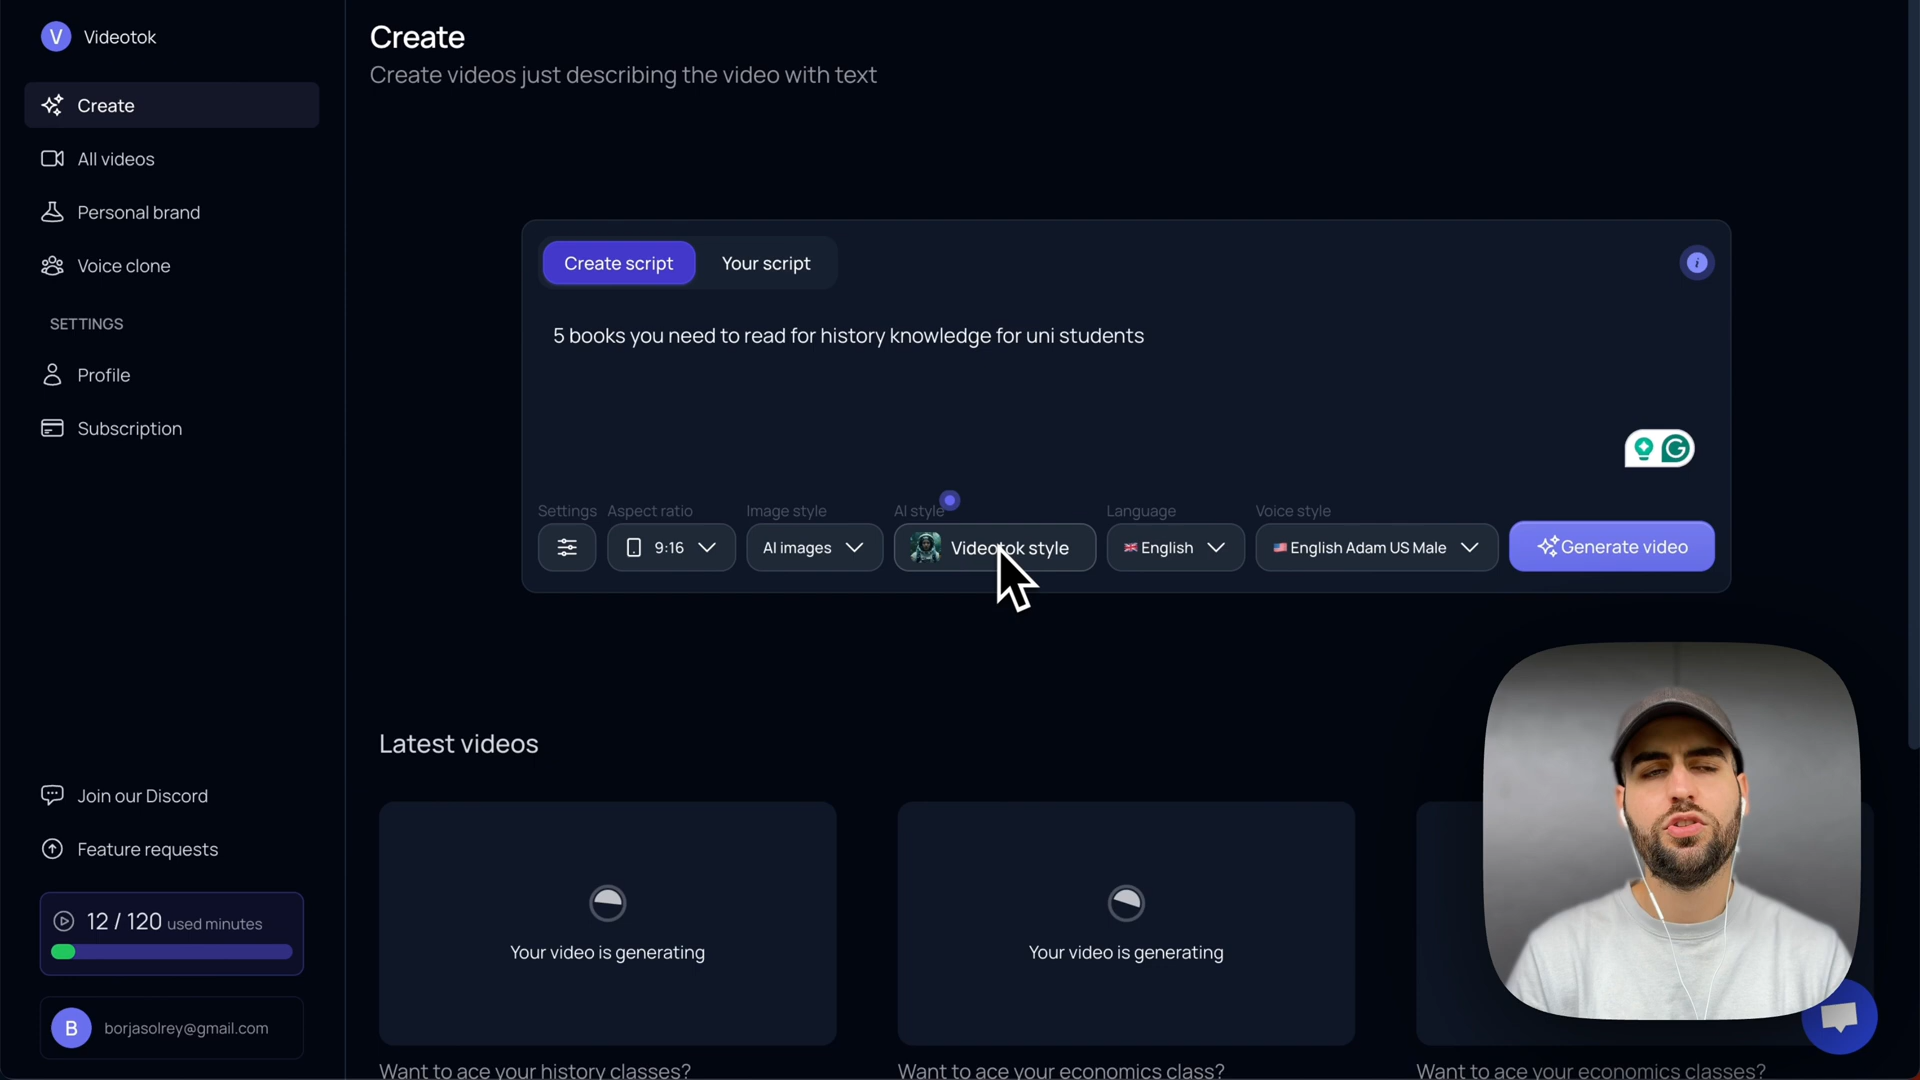 V Videotok
Create
All videos
Personal brand
Voice clone
SETTINGS
Profile
Subscription
Join our Discord
Feature requests
12 / 120 used minutes
B borjasolrey@gmail.com
Create
Create videos just describing the video with text
Create script Your script
i
5 books you need to read for history knowledge for uni students
G
Settings Aspect ratio Image style AI style Language Voice style
9:16 AI images Videotok style English English Adam US Male Generate video
Latest videos
Your video is generating Your video is generating
Want to ace your history classes? Want to ace your economics class? Want to ace your economics classes?